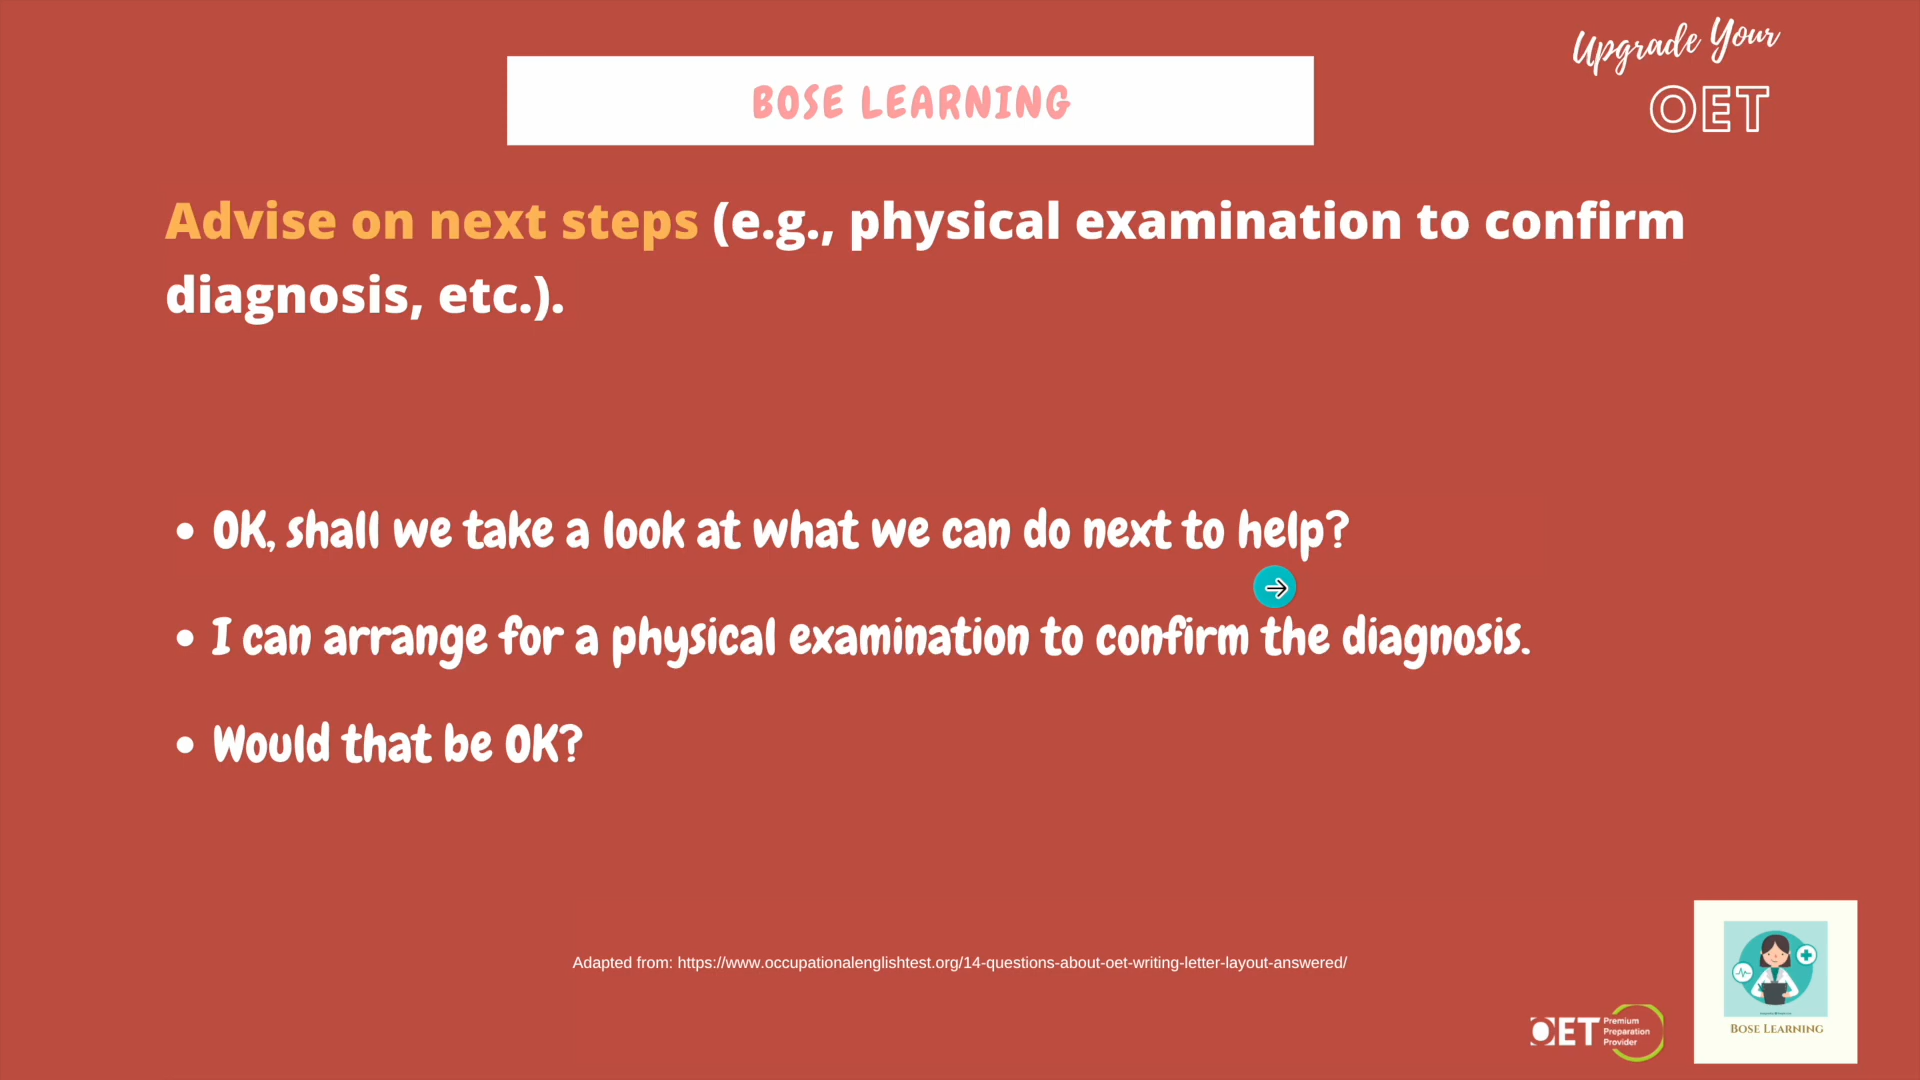 Upgrade Your
OET
BOSE LEARNING
Advise on next steps (e.g., physical examination to confirm
diagnosis, etc.).
• OK, shall we take a look at what we can do next to help?
• I can arrange for a physical examination to confirm the diagnosis.
• Would that be OK?
Adapted from: https://www.occupationalenglishtest.org/14-questions-about-oet-writing-letter-layout-answered/
OET Premium
Preparation
Provider
BOSE LEARNING